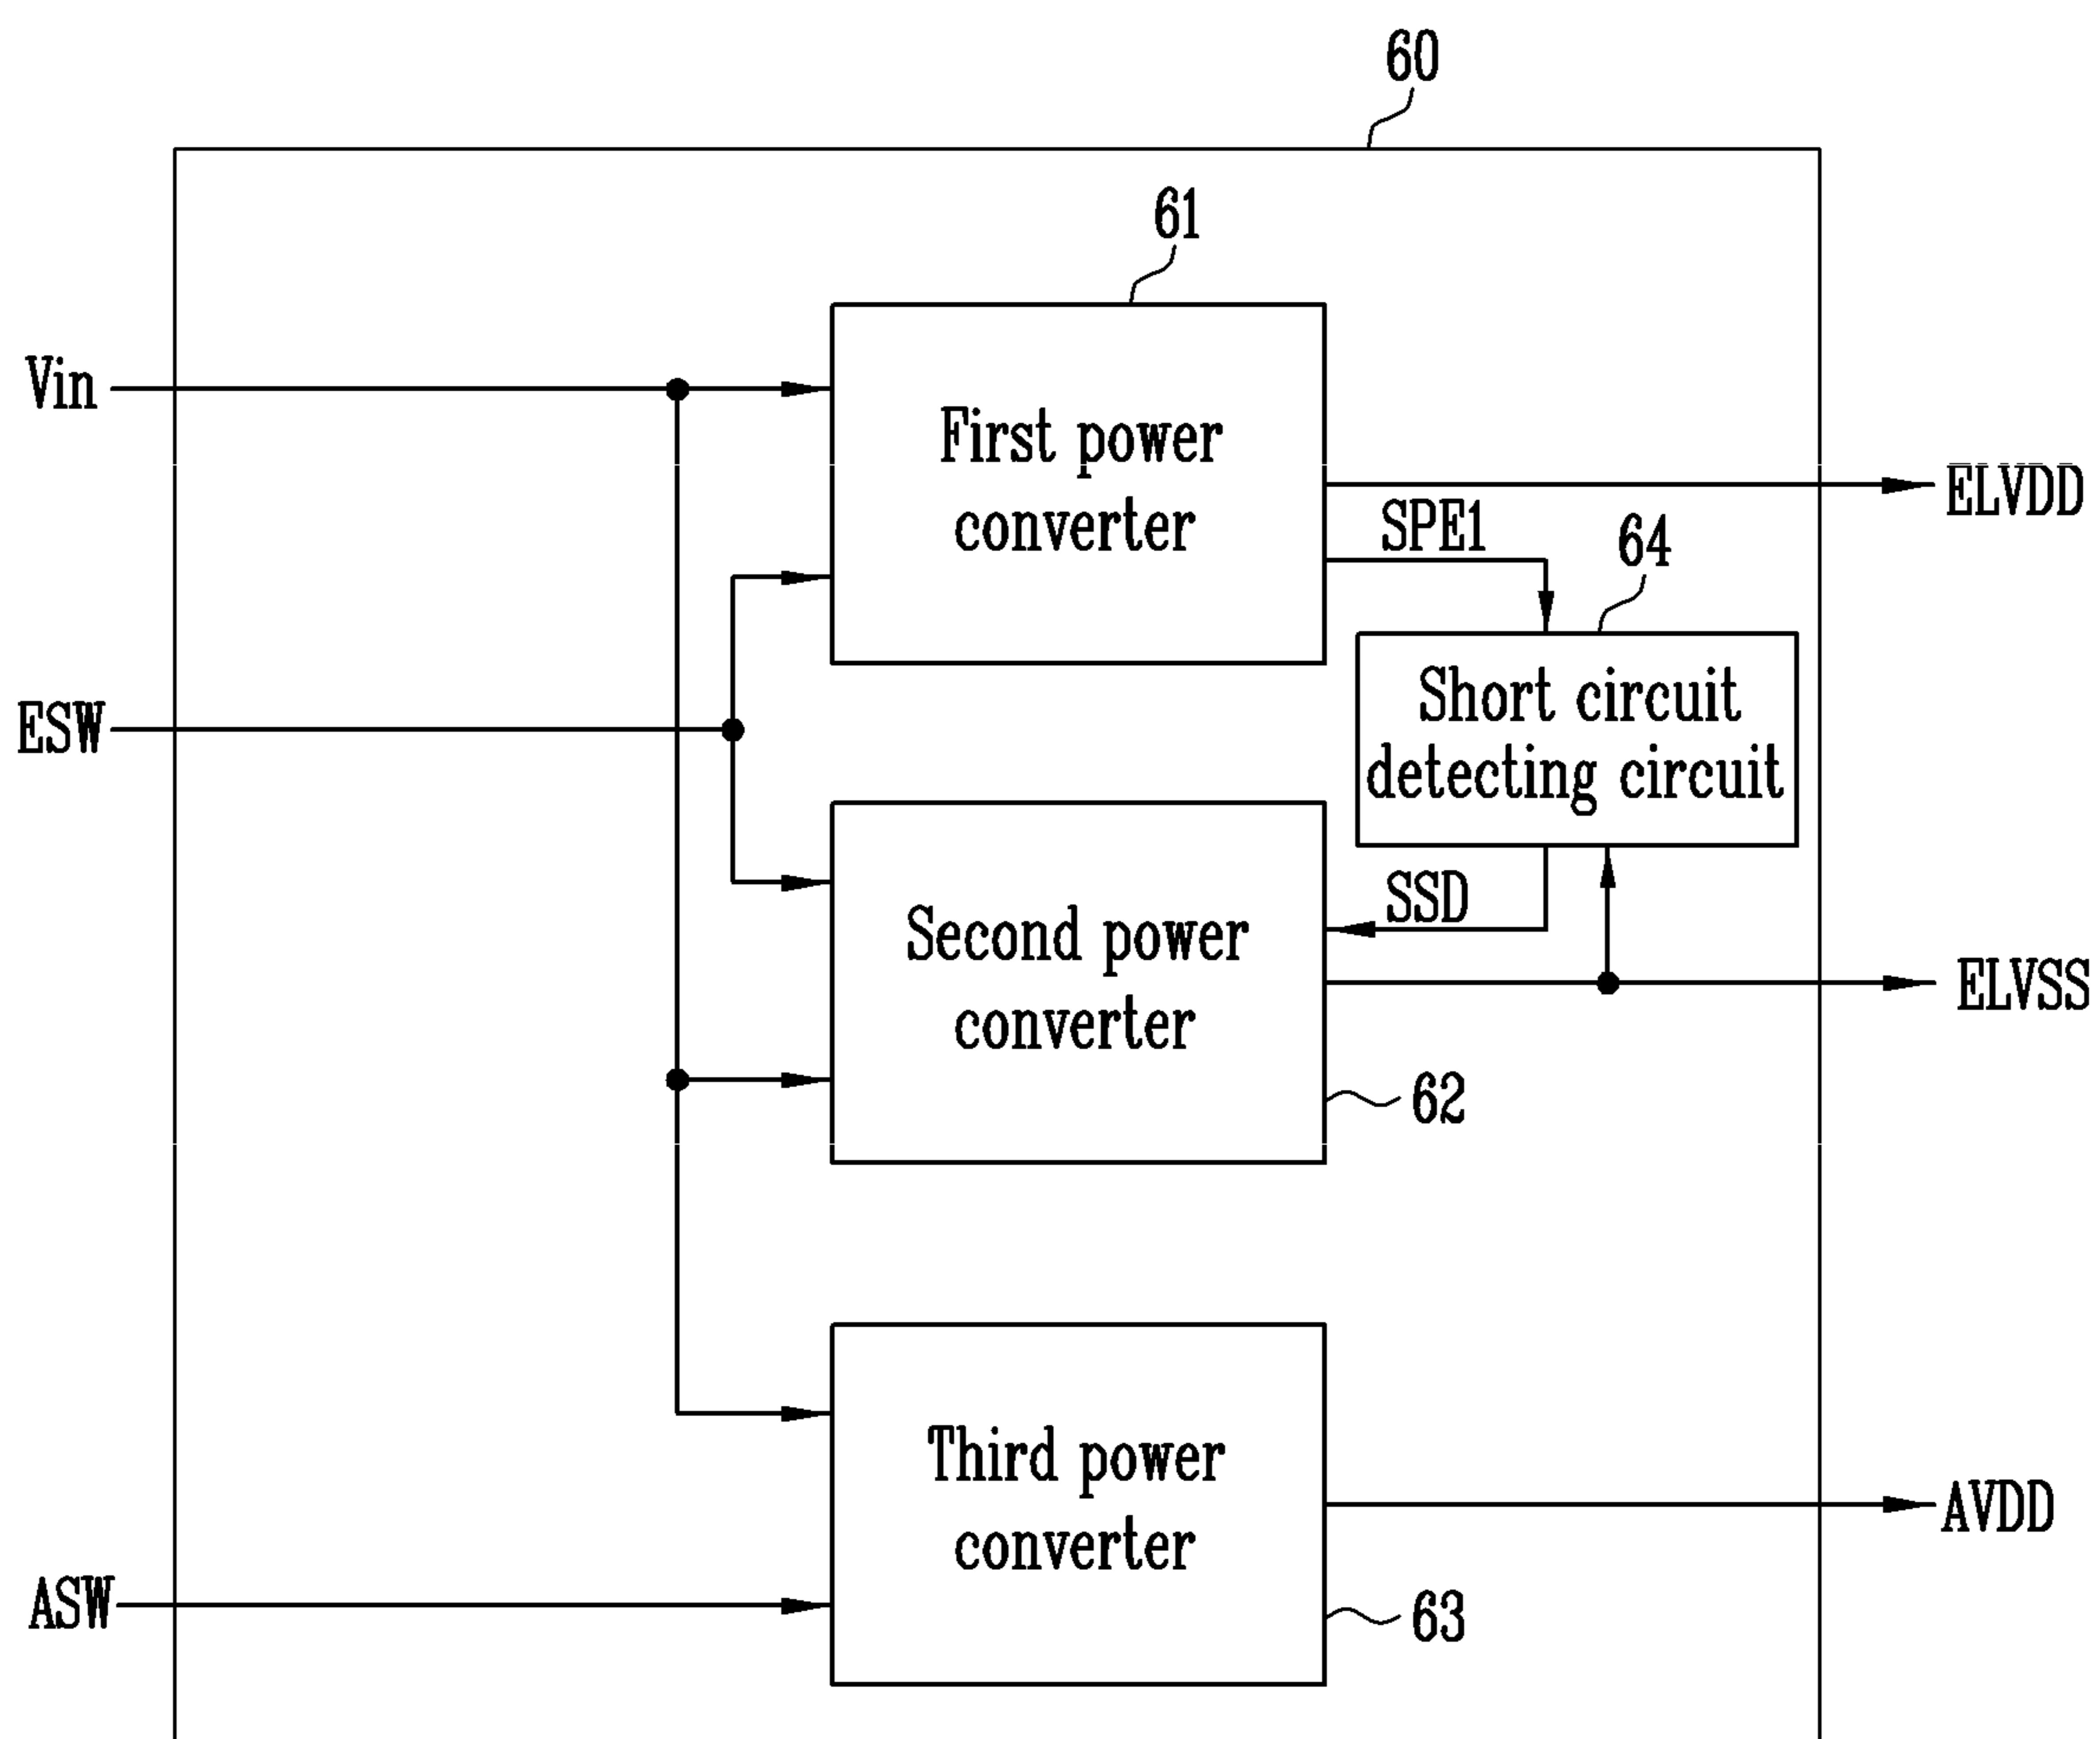 60
61
Vin
First power
converter
ELVDD
SPE1
64
ESW
Short circuit
detecting circuit
SSD
Second power
converter
ELVSS
62
Third power
converter
AVDD
ASW
63